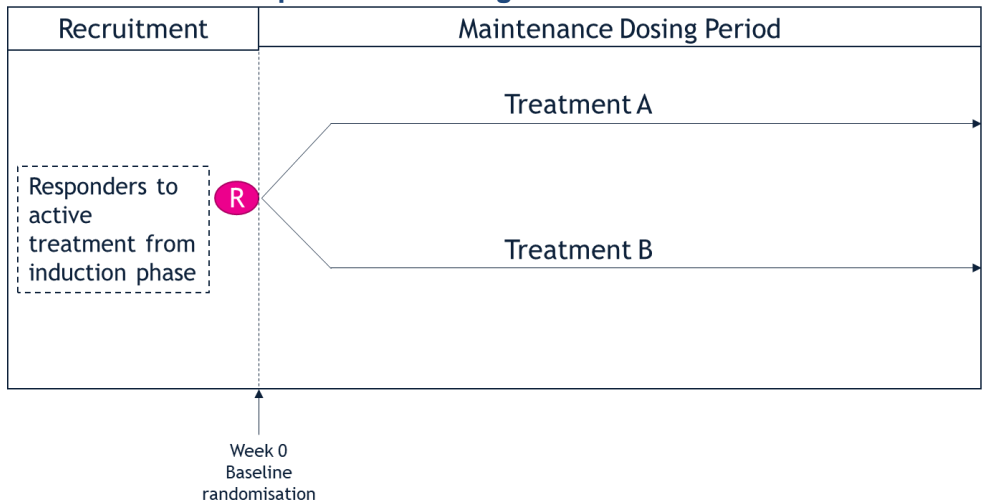 Recruitment
Maintenance Dosing Period
Treatment A
Responders to
active
treatment from
induction phase
R
Treatment B
Week 0
Baseline
randomisation